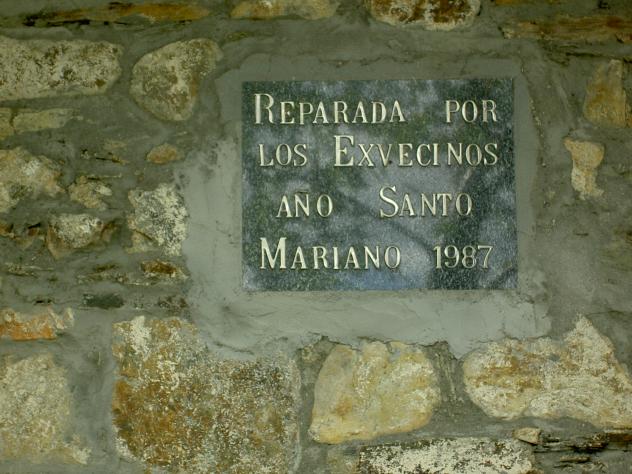 REPARADA POR
LOS EXVECINOS
AÑO SANTO
MARIANO 1987